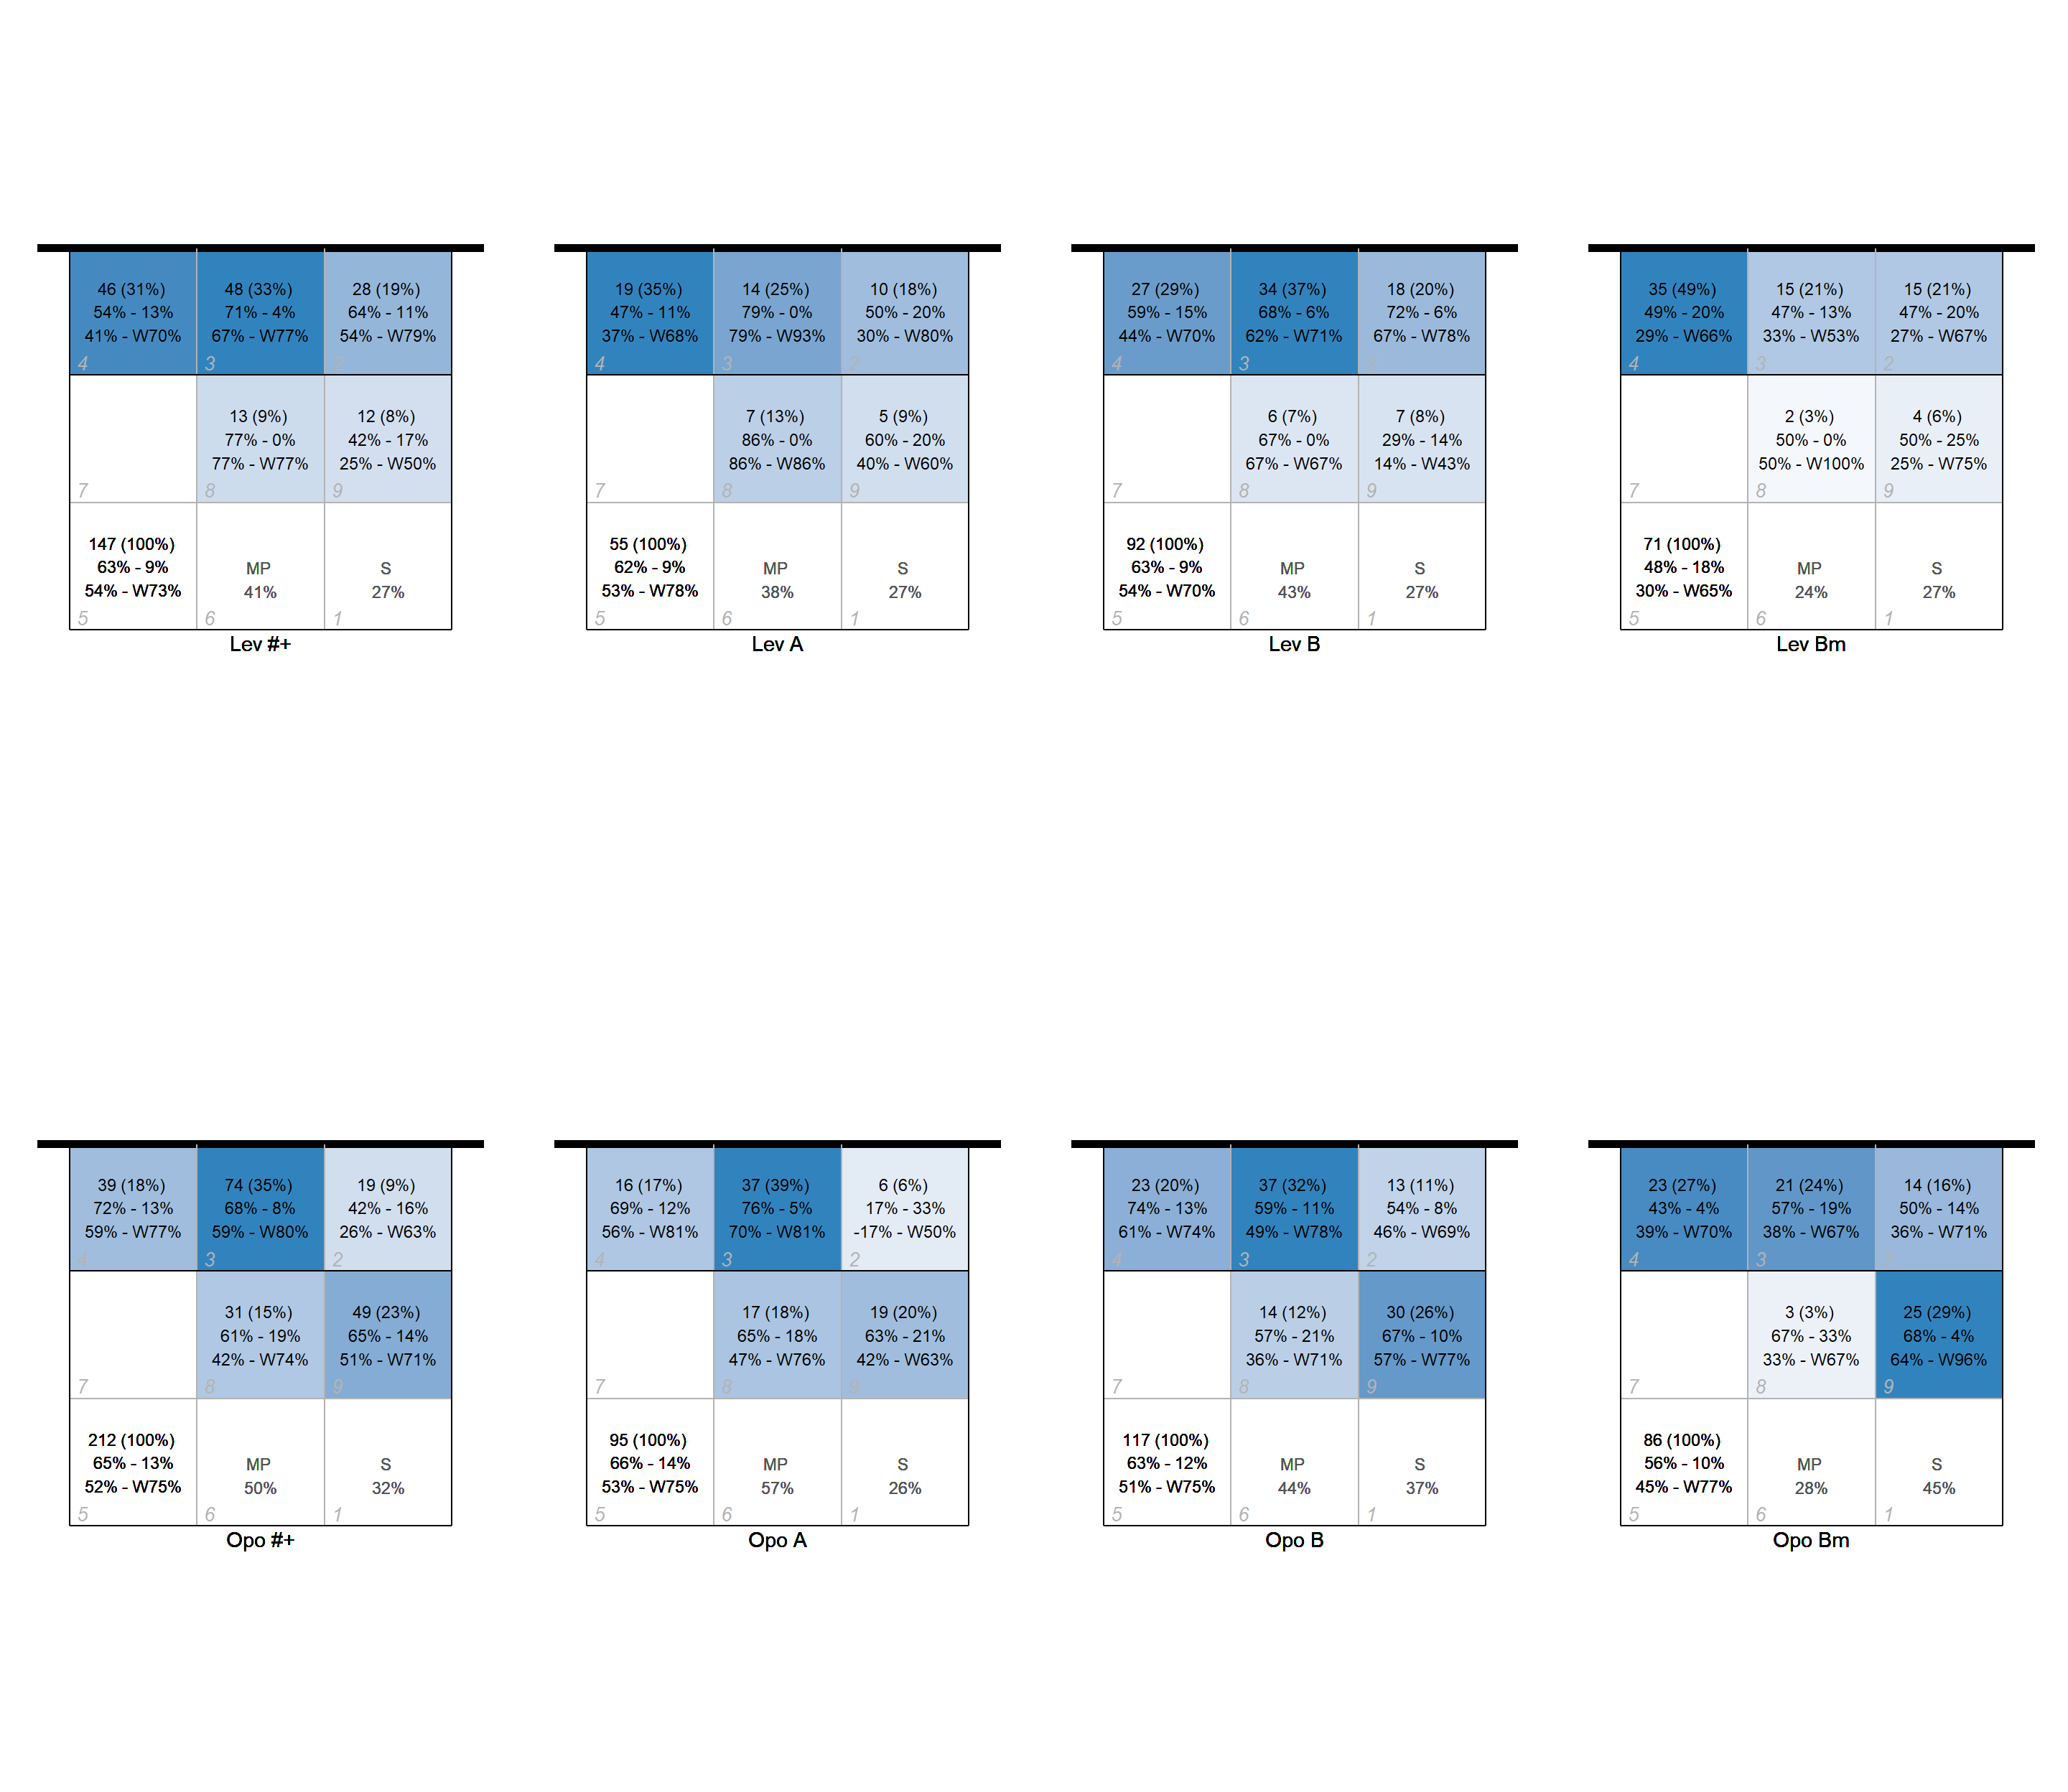 46 (31%)
54% - 13%
41% - W70%
4
48 (33%)
71% - 4%
67% - W77%
3
28 (19%)
64% - 11%
54% - W79%
2
7
13 (9%)
77% - 0%
77% - W77%
8
12 (8%)
42% - 17%
25% - W50%
9
147 (100%)
63% - 9%
54% - W73%
5
MP
41%
6
S
27%
1
Lev #+
19 (35%)
47% - 11%
37% - W68%
4
14 (25%)
79% - 0%
79% - W93%
3
10 (18%)
50% - 20%
30% - W80%
2
7
7 (13%)
86% - 0%
86% - W86%
8
5 (9%)
60% - 20%
40% - W60%
9
55 (100%)
62% - 9%
53% - W78%
5
MP
38%
6
S
27%
1
Lev A
27 (29%)
59% - 15%
44% - W70%
4
34 (37%)
68% - 6%
62% - W71%
3
18 (20%)
72% - 6%
67% - W78%
2
7
6 (7%)
67% - 0%
67% - W67%
8
7 (8%)
29% - 14%
14% - W43%
9
92 (100%)
63% - 9%
54% - W70%
5
MP
43%
6
S
27%
1
Lev B
35 (49%)
49% - 20%
29% - W66%
4
15 (21%)
47% - 13%
33% - W53%
3
15 (21%)
47% - 20%
27% - W67%
2
7
2 (3%)
50% - 0%
50% - W100%
8
4 (6%)
50% - 25%
25% - W75%
9
71 (100%)
48% - 18%
30% - W65%
5
MP
24%
6
S
27%
1
Lev Bm
39 (18%)
72% - 13%
59% - W77%
4
74 (35%)
68% - 8%
59% - W80%
3
19 (9%)
42% - 16%
26% - W63%
2
7
31 (15%)
61% - 19%
42% - W74%
8
49 (23%)
65% - 14%
51% - W71%
9
212 (100%)
65% - 13%
52% - W75%
5
MP
50%
6
S
32%
1
Opo #+
16 (17%)
69% - 12%
56% - W81%
4
37 (39%)
76% - 5%
70% - W81%
3
6 (6%)
17% - 33%
-17% - W50%
2
7
17 (18%)
65% - 18%
47% - W76%
8
19 (20%)
63% - 21%
42% - W63%
9
95 (100%)
66% - 14%
53% - W75%
5
MP
57%
6
S
26%
1
Opo A
23 (20%)
74% - 13%
61% - W74%
4
37 (32%)
59% - 11%
49% - W78%
3
13 (11%)
54% - 8%
46% - W69%
2
7
14 (12%)
57% - 21%
36% - W71%
8
30 (26%)
67% - 10%
57% - W77%
9
117 (100%)
63% - 12%
51% - W75%
5
MP
44%
6
S
37%
1
Opo B
23 (27%)
43% - 4%
39% - W70%
4
21 (24%)
57% - 19%
38% - W67%
3
14 (16%)
50% - 14%
36% - W71%
2
7
3 (3%)
67% - 33%
33% - W67%
8
25 (29%)
68% - 4%
64% - W96%
9
86 (100%)
56% - 10%
45% - W77%
5
MP
28%
6
S
45%
1
Opo Bm